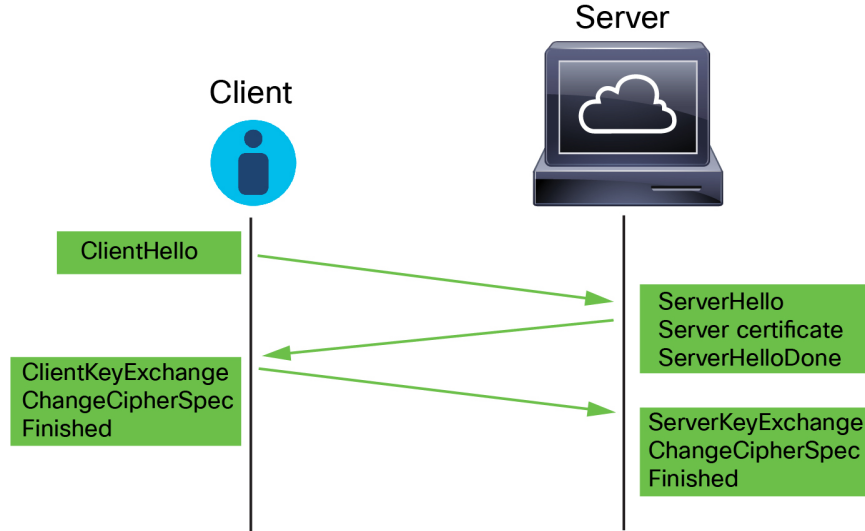 Server
Client
ClientHello
ServerHello
Server certificate
ServerHelloDone
ClientKeyExchange
ChangeCipherSpec
Finished
ServerKeyExchange
ChangeCipherSpec
Finished